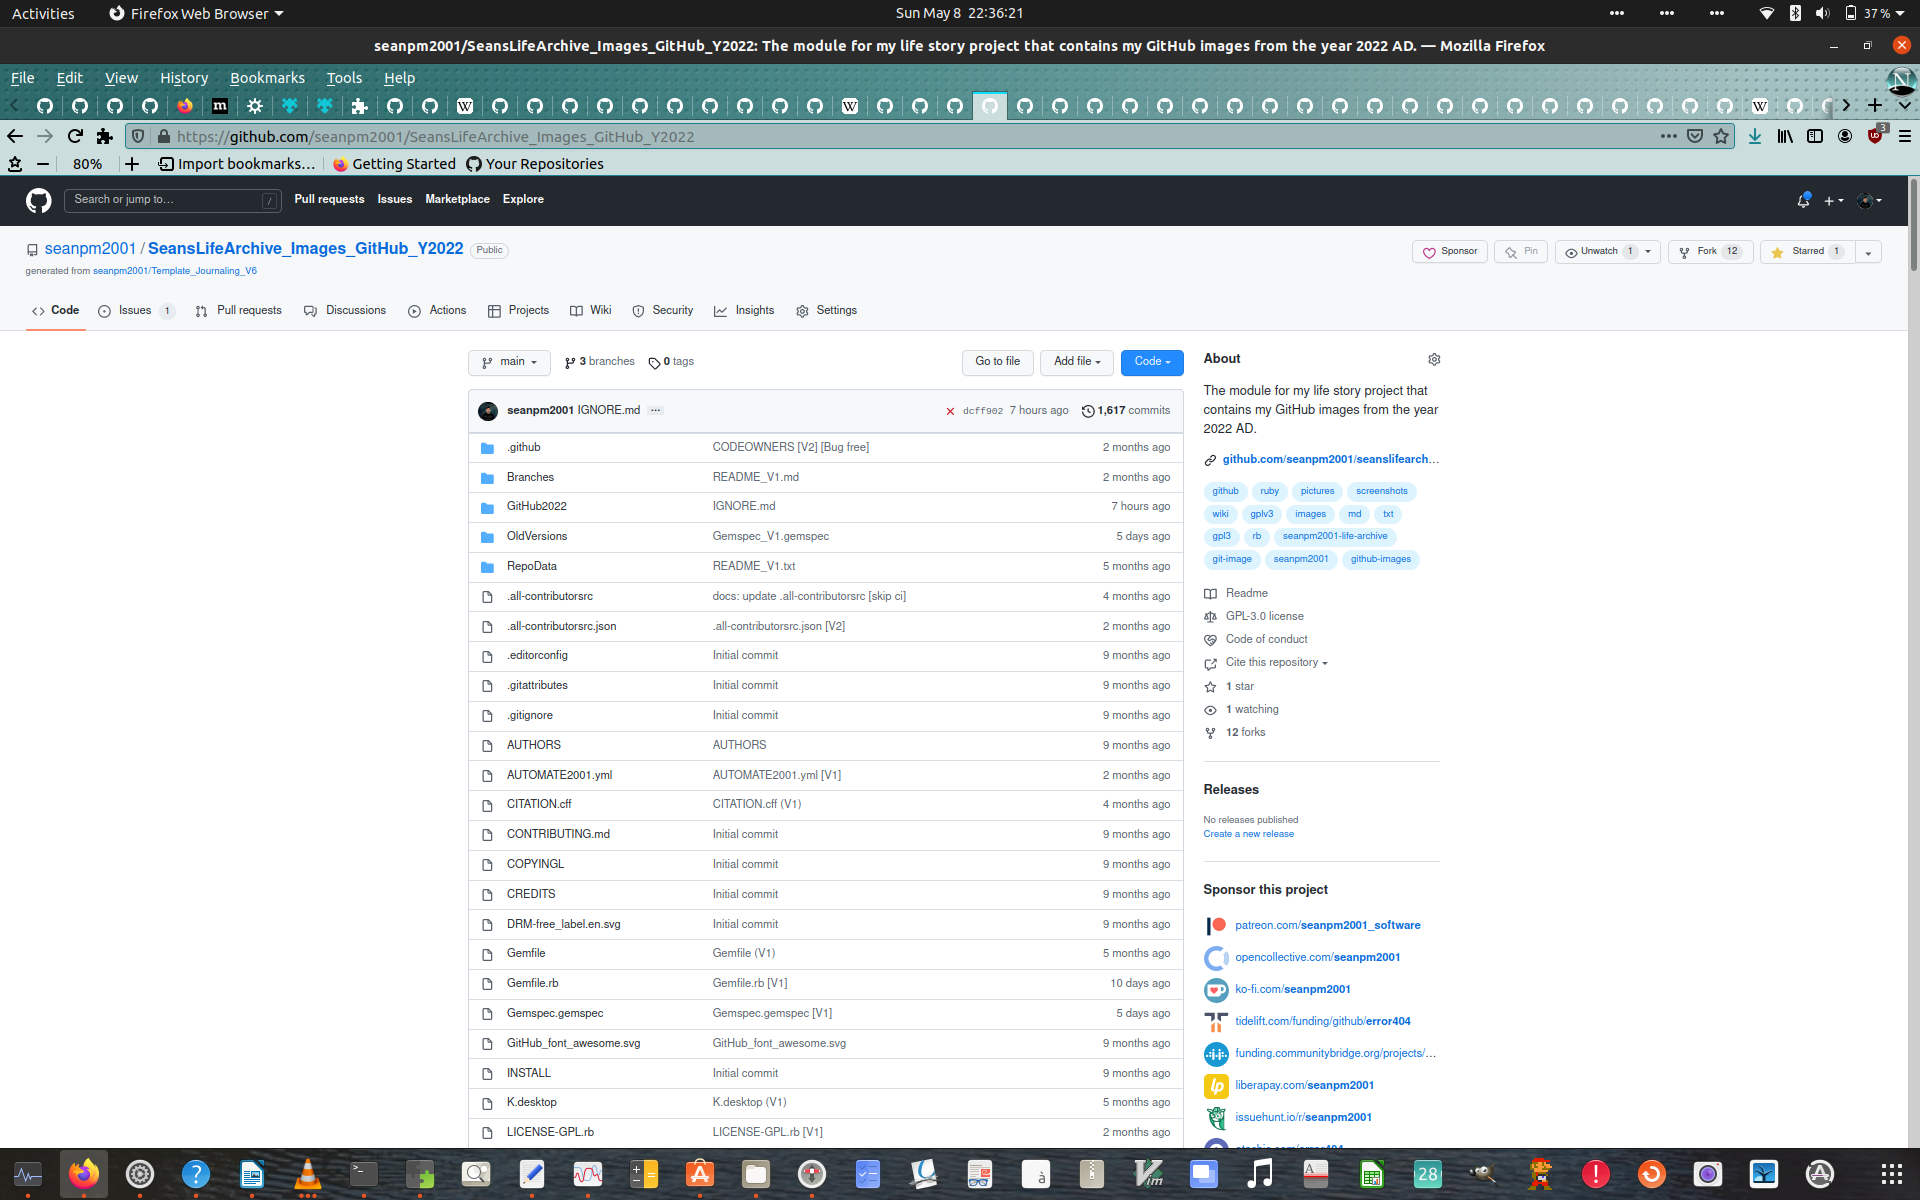 Activities Firefox Web Browser Sun May 8 22:36:21 37 %
seanpm2001/SeansLifeArchive_Images_GitHub_Y2022: The module for my life story project that contains my GitHub images from the year 2022 AD. — Mozilla Firefox
File Edit View History Bookmarks Tools Help
https://github.com/seanpm2001/SeansLifeArchive_Images_GitHub_Y2022 3
80% Import bookmarks… Getting Started Your Repositories
Search or jump to… / Pull requests Issues Marketplace Explore
seanpm2001 / SeansLifeArchive_Images_GitHub_Y2022 Public Sponsor Pin Unwatch 1 Fork 12 Starred 1
generated from seanpm2001/Template_Journaling_V6
Code Issues 1 Pull requests Discussions Actions Projects Wiki Security Insights Settings
main 3 branches 0 tags Go to file Add file Code
seanpm2001 IGNORE.md ... dcff902 7 hours ago 1,617 commits
.github CODEOWNERS [V2] [Bug free] 2 months ago
Branches README_V1.md 2 months ago
GitHub2022 IGNORE.md 7 hours ago
OldVersions Gemspec_V1.gemspec 5 days ago
RepoData README_V1.txt 5 months ago
.all-contributorsrc docs: update .all-contributorsrc [skip ci] 4 months ago
.all-contributorsrc.json .all-contributorsrc.json [V2] 2 months ago
.editorconfig Initial commit 9 months ago
.gitattributes Initial commit 9 months ago
.gitignore Initial commit 9 months ago
AUTHORS AUTHORS 9 months ago
AUTOMATE2001.yml AUTOMATE2001.yml [V1] 2 months ago
CITATION.cff CITATION.cff (V1) 4 months ago
CONTRIBUTING.md Initial commit 9 months ago
COPYINGL Initial commit 9 months ago
CREDITS Initial commit 9 months ago
DRM-free_label.en.svg Initial commit 9 months ago
Gemfile Gemfile (V1) 5 months ago
Gemfile.rb Gemfile.rb [V1] 10 days ago
Gemspec.gemspec Gemspec.gemspec [V1] 5 days ago
GitHub_font_awesome.svg GitHub_font_awesome.svg 9 months ago
INSTALL Initial commit 9 months ago
K.desktop K.desktop (V1) 5 months ago
LICENSE-GPL.rb LICENSE-GPL.rb [V1] 2 months ago
About
The module for my life story project that
contains my GitHub images from the year
2022 AD.
github.com/seanpm2001/seanslifearch…
github ruby pictures screenshots
wiki gplv3 images md txt
gpl3 rb seanpm2001-life-archive
git-image seanpm2001 github-images
Readme
GPL-3.0 license
Code of conduct
Cite this repository
1 star
1 watching
12 forks
Releases
No releases published
Create a new release
Sponsor this project
patreon.com/seanpm2001_software
opencollective.com/seanpm2001
ko-fi.com/seanpm2001
tidelift.com/funding/github/error404
funding.communitybridge.org/projects/…
liberapay.com/seanpm2001
issuehunt.io/r/seanpm2001
28